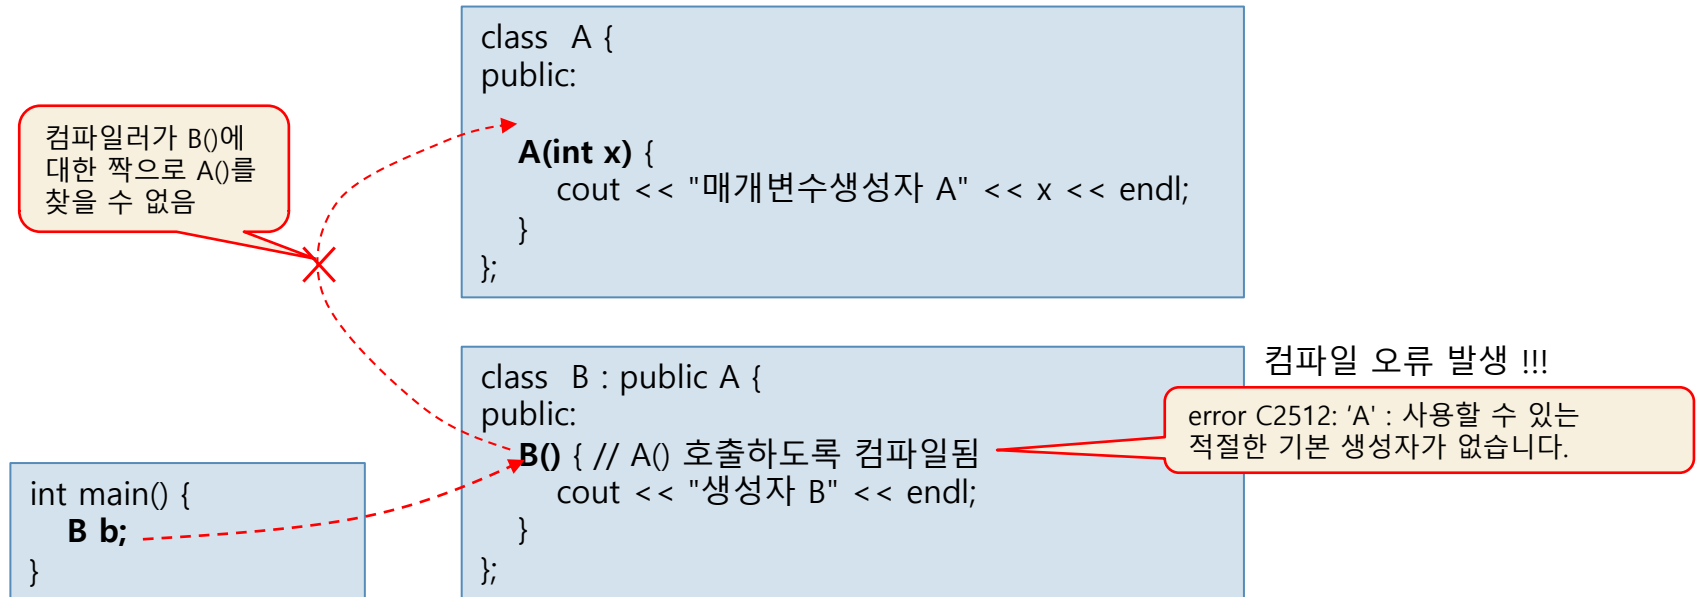 class  A {
public:
A(int x) {
cout << "매개변수생성자 A" << x << endl;
}
};
컴파일러가 B()에
대한 짝으로 A()를
찾을 수 없음
class  B : public A {
public:
B() { // A() 호출하도록 컴파일됨
cout << "생성자 B" << endl;
}
};
컴파일 오류 발생 !!!
error C2512: ‘A' : 사용할 수 있는
적절한 기본 생성자가 없습니다.
int main() {
B b;
}